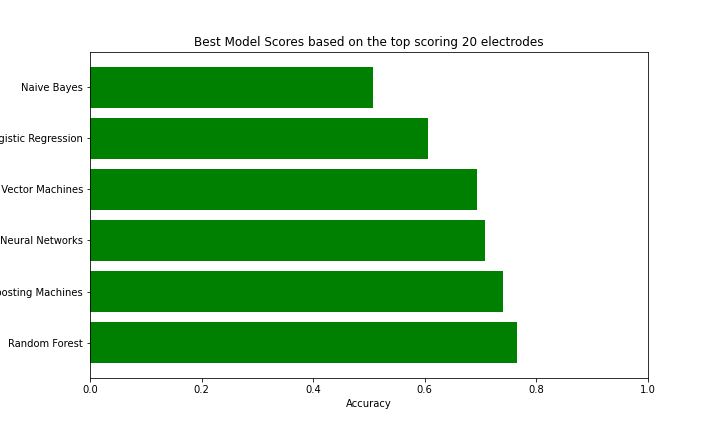 Best Model Scores based on the top scoring 20 electrodes
Naive Bayes
gistic Regression
Vector Machines
Neural Networks
osting Machines
Random Forest
0.0 0.2 0.4 0.6 0.8 1.0
Accuracy